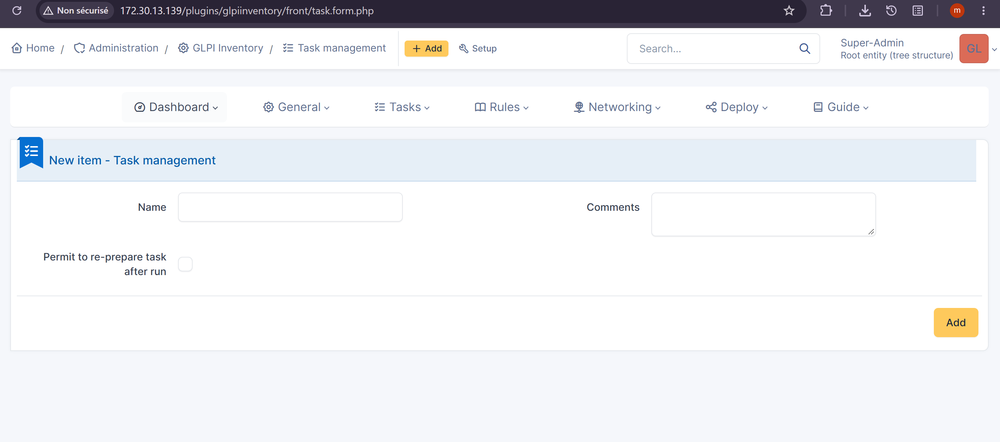 Non sécurisé 172.30.13.139/plugins/glpiinventory/front/task.form.php
m
Home / Administration / GLPI Inventory / Task management
+ Add
Setup
Search...
Super-Admin
Root entity (tree structure)
GL
Dashboard
General
Tasks
Rules
Networking
Deploy
Guide
New item - Task management
Name
Comments
Permit to re-prepare task
after run
Add